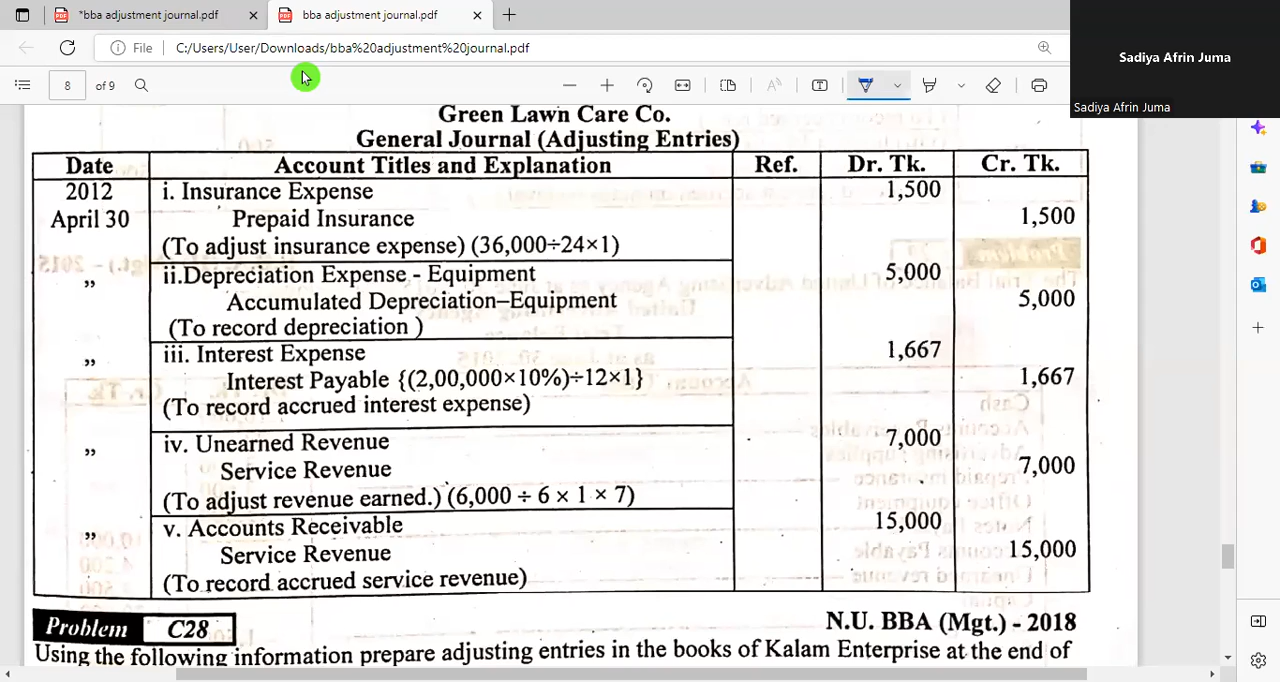 *bba adjustment journal.pdf
bba adjustment journal.pdf
File C:/Users/User/Downloads/bba%20adjustment%20journal.pdf
8 of 9
Sadiya Afrin Juma
Sadiya Afrin Juma
Green Lawn Care Co.
General Journal (Adjusting Entries)
Date Account Titles and Explanation Ref. Dr. Tk. Cr. Tk.
2012 i. Insurance Expense 1,500
April 30 Prepaid Insurance 1,500
(To adjust insurance expense) (36,000÷24×1)
,, ii.Depreciation Expense - Equipment 5,000
Accumulated Depreciation–Equipment 5,000
(To record depreciation )
,, iii. Interest Expense 1,667
Interest Payable {(2,00,000×10%)÷12×1} 1,667
(To record accrued interest expense)
,, iv. Unearned Revenue 7,000
Service Revenue 7,000
(To adjust revenue earned.) (6,000 ÷ 6 × 1 × 7)
,, v. Accounts Receivable 15,000
Service Revenue 15,000
(To record accrued service revenue)
Problem C28 N.U. BBA (Mgt.) - 2018
Using the following information prepare adjusting entries in the books of Kalam Enterprise at the end of